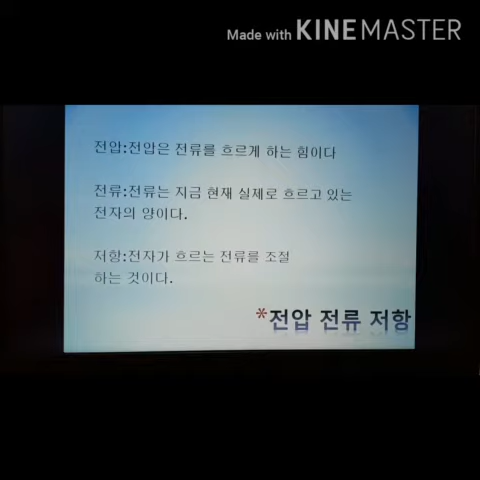 Made with KINEMASTER
전압:전압은 전류를 흐르게 하는 힘이다
전류:전류는 지금 현재 실제로 흐르고 있는
전자의 양이다.
저항:전자가 흐르는 전류를 조절
하는 것이다.
*전압 전류 저항